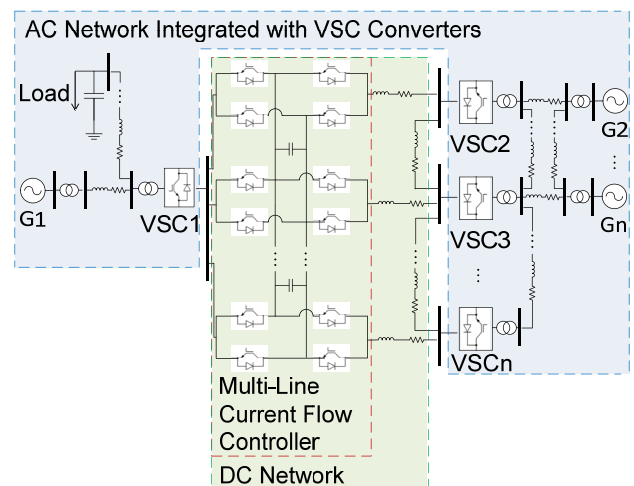 AC Network Integrated with VSC Converters
Load
G1
VSC1
VSC2
G2
VSC3
Gn
VSCn
Multi-Line
Current Flow
Controller
DC Network